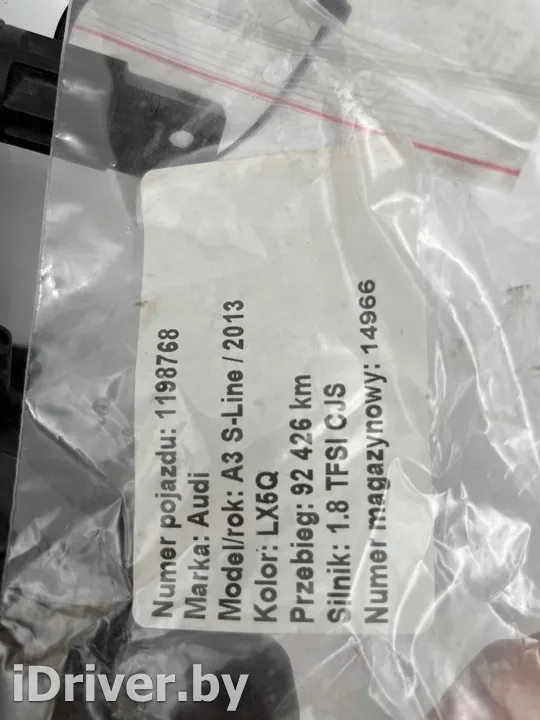 Numer pojazdu: 1198768
Marka: Audi
Model/rok: A3 S-Line / 2013
Kolor: LX5Q
Przebieg: 92 426 km
Silnik: 1.8 TFSI CJS
Numer magazynowy: 14966
iDriver.by